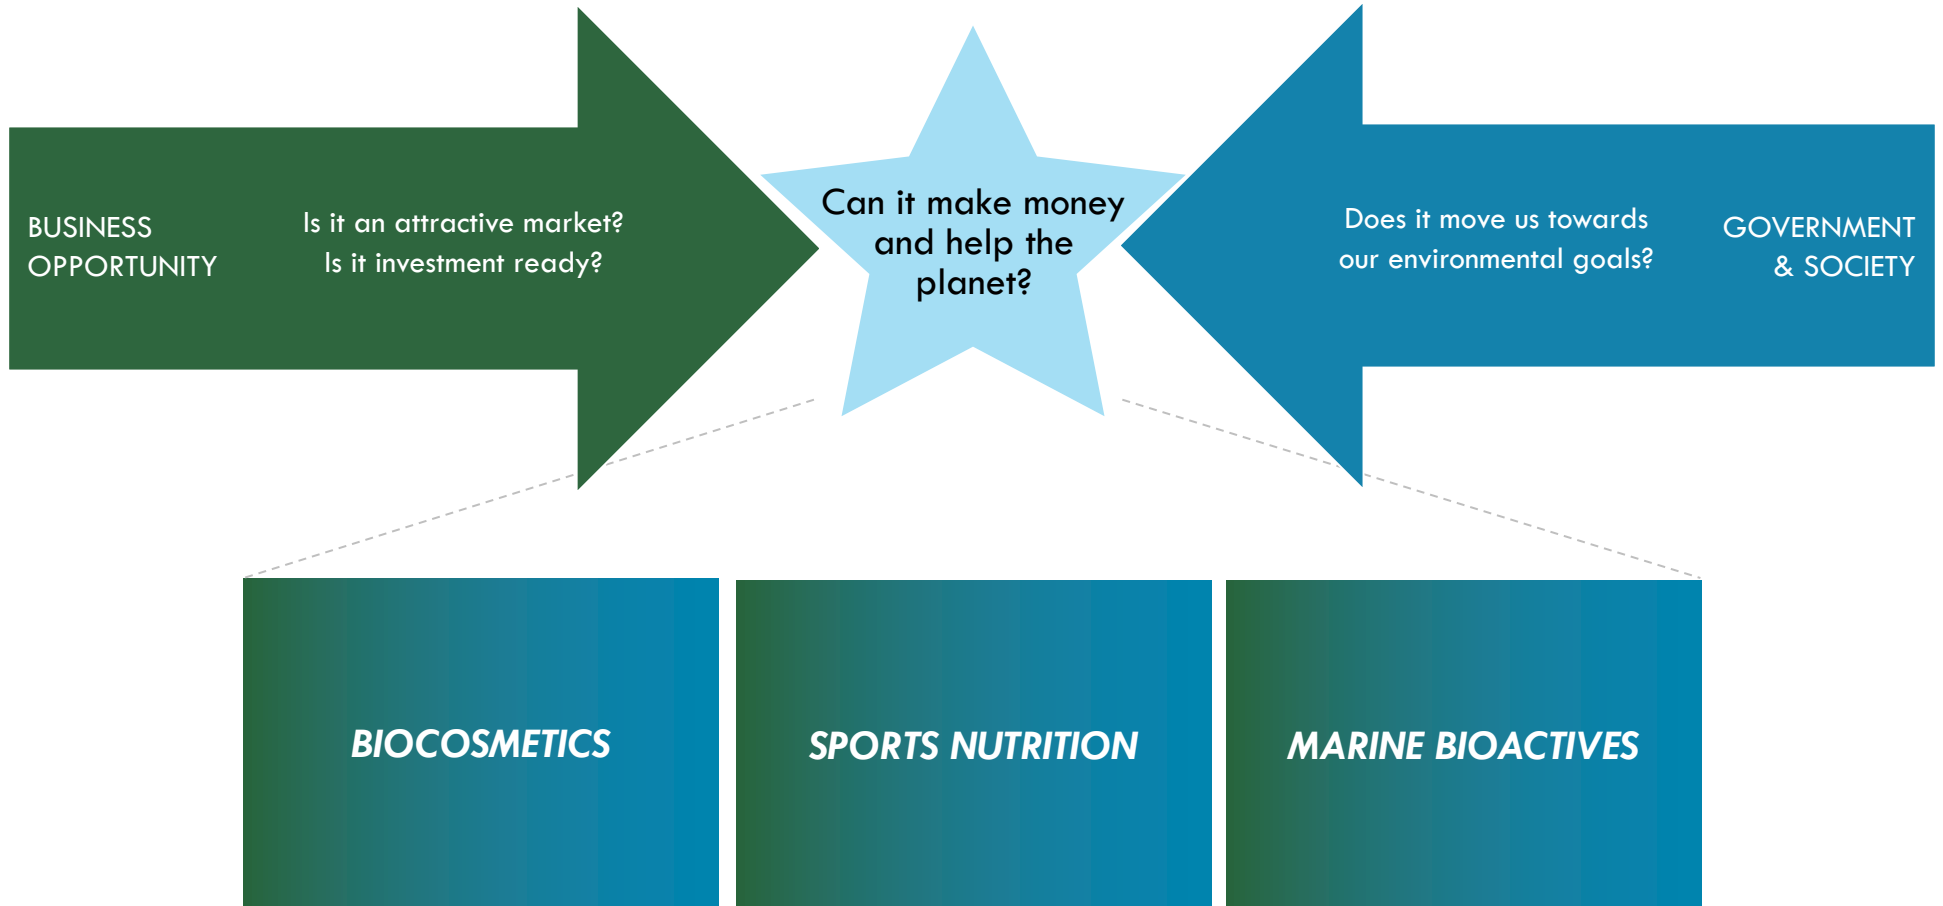 BUSINESS
OPPORTUNITY
Is it an attractive market?
Is it investment ready?
Can it make money
and help the
planet?
Does it move us towards
our environmental goals?
GOVERNMENT
& SOCIETY
BIOCOSMETICS
SPORTS NUTRITION
MARINE BIOACTIVES